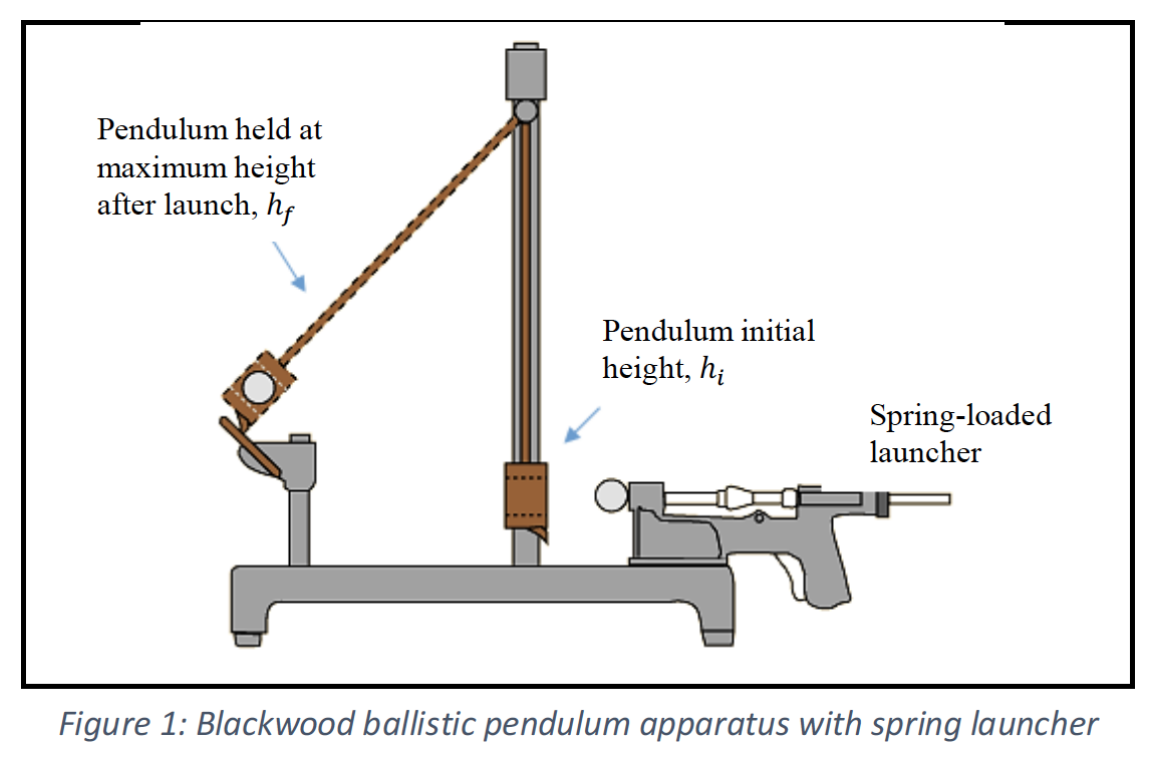 Pendulum held at
maximum height
after launch, h_f
Pendulum initial
height, h_i
Spring-loaded
launcher
Figure 1: Blackwood ballistic pendulum apparatus with spring launcher